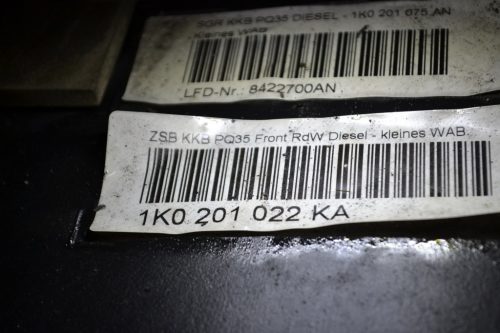 SGR KKB PQ35 DIESEL - 1K0 201 075 AN
Kleines WAB
LFD-Nr.: 8422700AN
ZSB KKB PQ35 Front RdW Diesel - kleines WAB.
1K0 201 022 KA